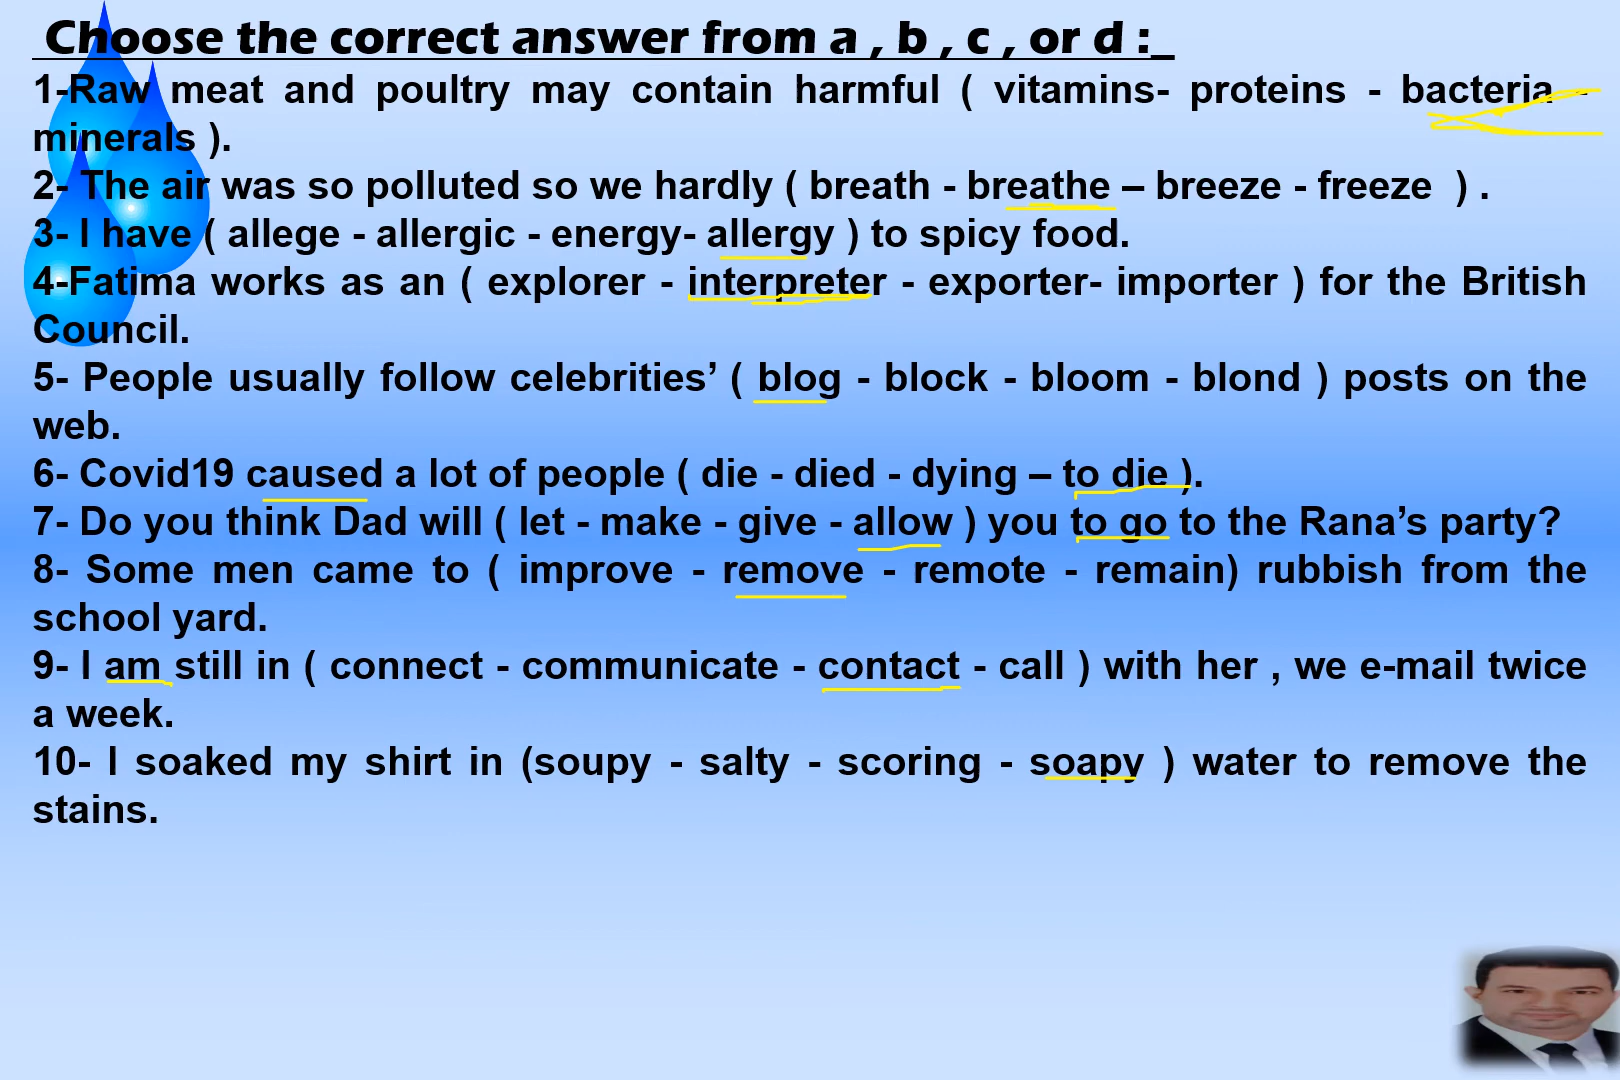 Choose the correct answer from a , b , c , or d :_
1-Raw meat and poultry may contain harmful ( vitamins- proteins - bacteria -
minerals ).
2- The air was so polluted so we hardly ( breath - breathe – breeze - freeze ) .
3- I have ( allege - allergic - energy- allergy ) to spicy food.
4-Fatima works as an ( explorer - interpreter - exporter- importer ) for the British
Council.
5- People usually follow celebrities’ ( blog - block - bloom - blond ) posts on the
web.
6- Covid19 caused a lot of people ( die - died - dying – to die ).
7- Do you think Dad will ( let - make - give - allow ) you to go to the Rana’s party?
8- Some men came to ( improve - remove - remote - remain) rubbish from the
school yard.
9- I am still in ( connect - communicate - contact - call ) with her , we e-mail twice
a week.
10- I soaked my shirt in (soupy - salty - scoring - soapy ) water to remove the
stains.